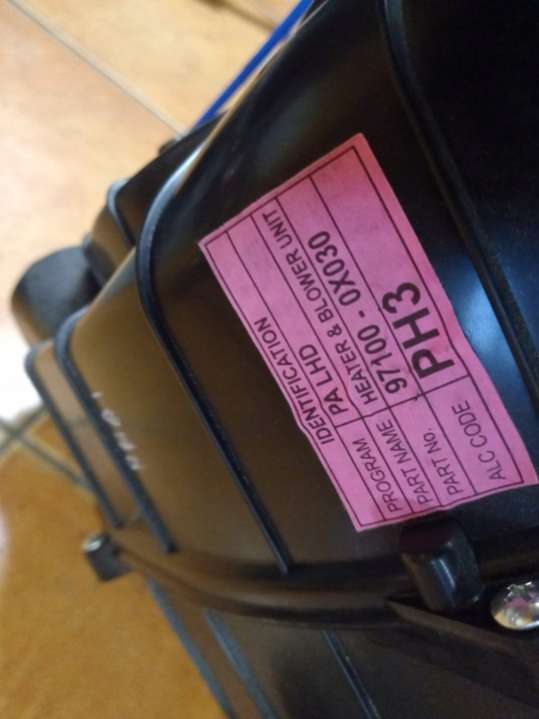 IDENTIFICATION
PROGRAM PA LHD
PART NAME HEATER & BLOWER UNIT
PART NO. 97100 - 0X030
ALC CODE PH3